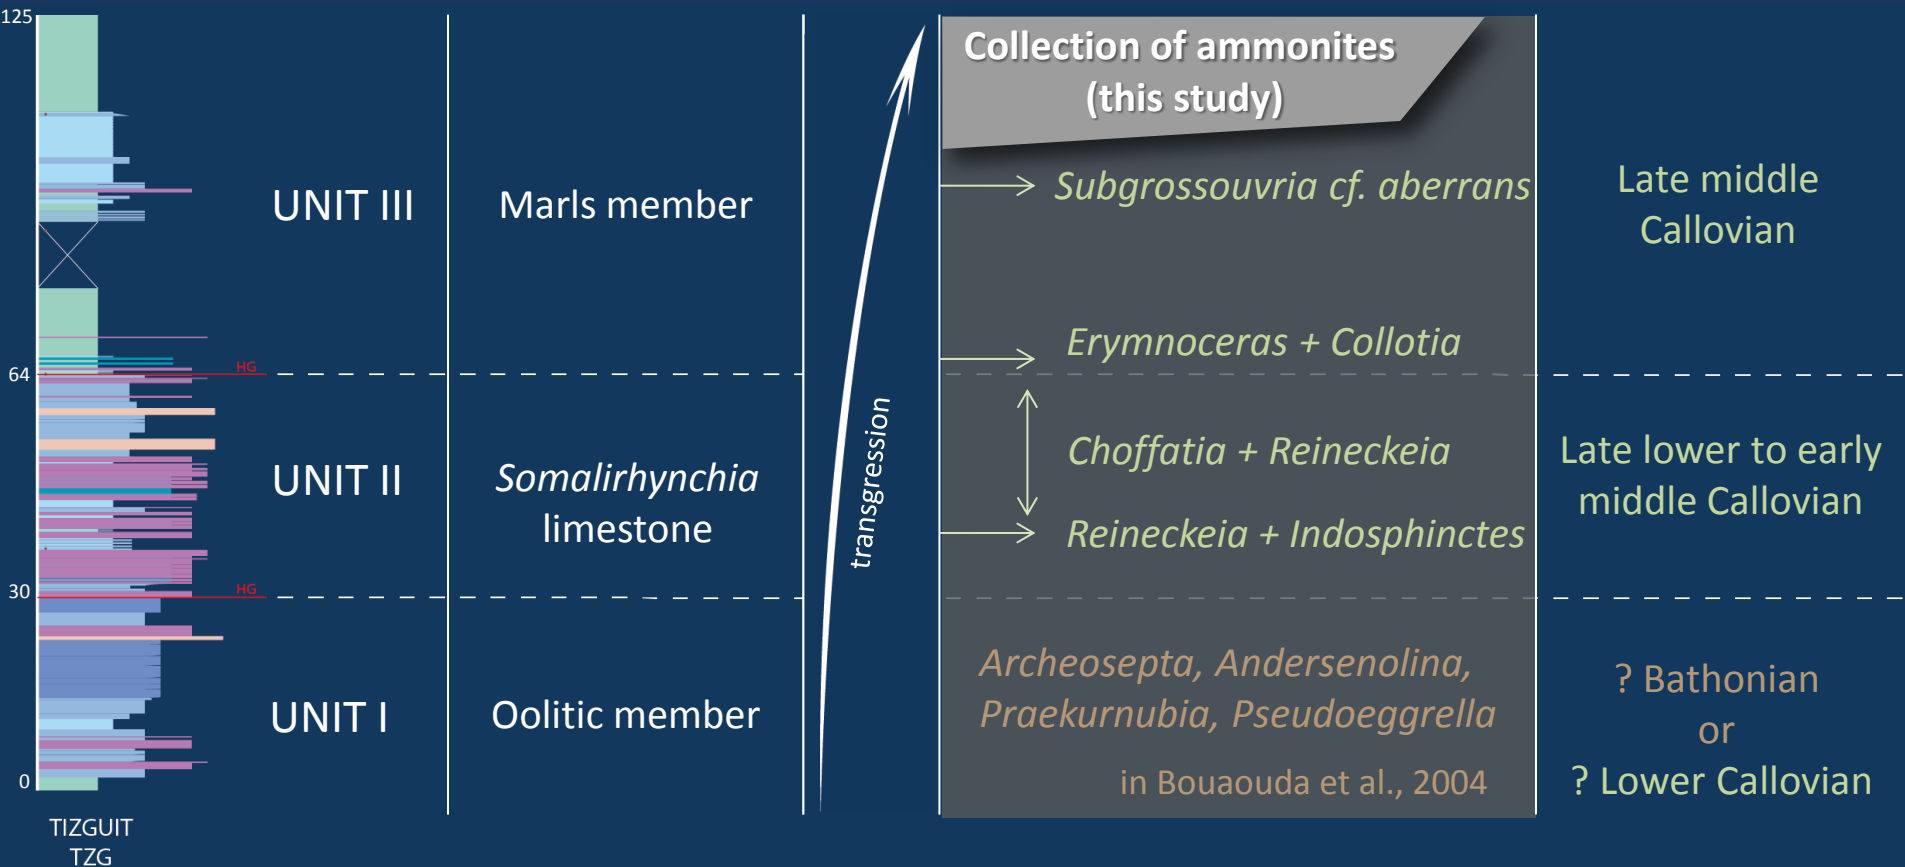 125
Collection of ammonites
(this study)
UNIT III
Marls member
Subgrossouvria cf. aberrans
Late middle
Callovian
Erymnoceras + Collotia
64
HG
transgression
UNIT II
Somalirhynchia
limestone
Choffatia + Reineckeia
Reineckeia + Indosphinctes
Late lower to early
middle Callovian
30
HG
UNIT I
Oolitic member
Archeosepta, Andersenolina,
Praekurnubia, Pseudoeggrella
in Bouaouda et al., 2004
? Bathonian
or
? Lower Callovian
0
TIZGUIT
TZG